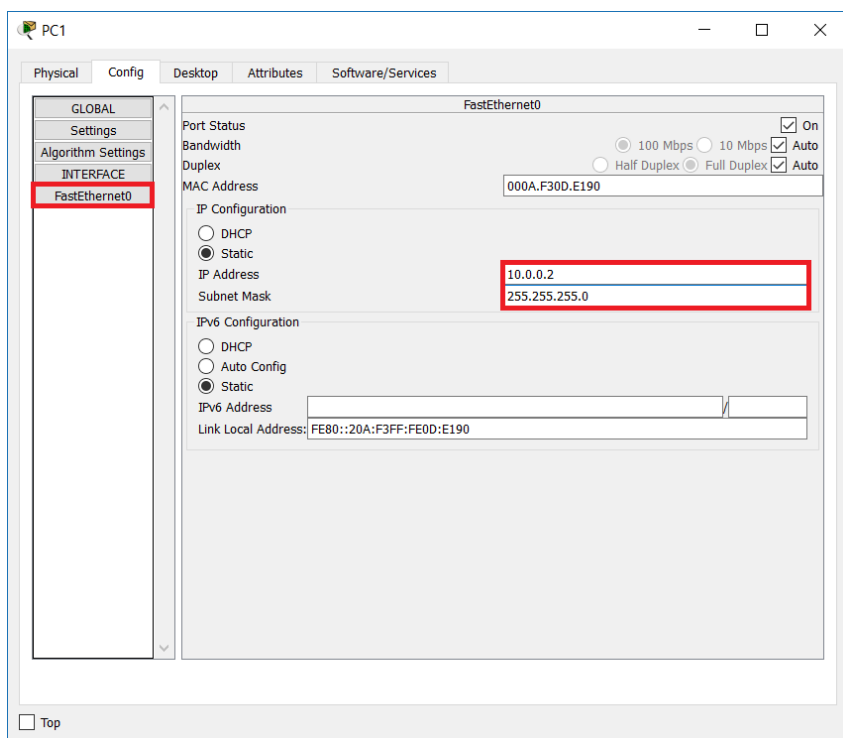 PC1
Physical Config Desktop Attributes Software/Services
GLOBAL
Settings
Algorithm Settings
INTERFACE
FastEthernet0
FastEthernet0
Port Status On
Bandwidth 100 Mbps 10 Mbps Auto
Duplex Half Duplex Full Duplex Auto
MAC Address 000A.F30D.E190
IP Configuration
DHCP
Static
IP Address 10.0.0.2
Subnet Mask 255.255.255.0
IPv6 Configuration
DHCP
Auto Config
Static
IPv6 Address /
Link Local Address: FE80::20A:F3FF:FE0D:E190
Top